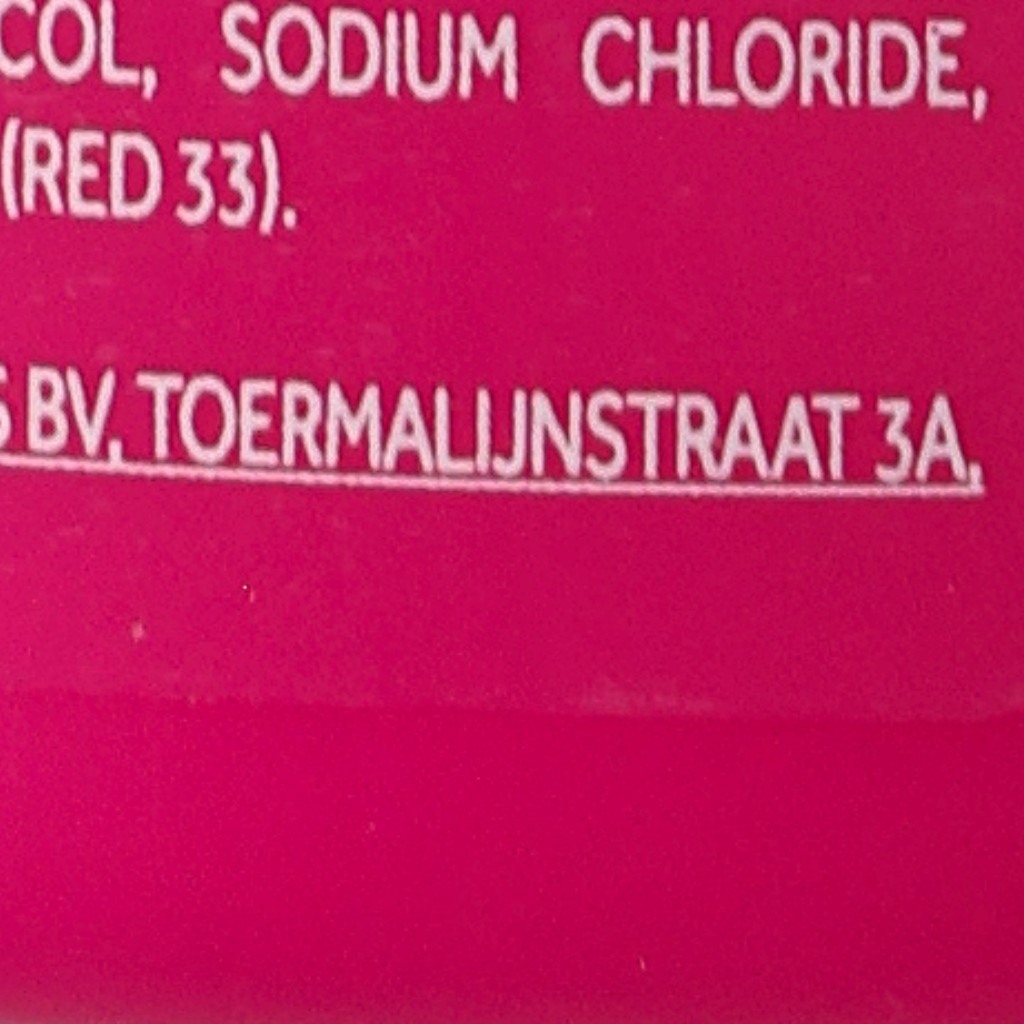 COL, SODIUM CHLORIDE,
(RED 33).
S BV, TOERMALIJNSTRAAT 3A,